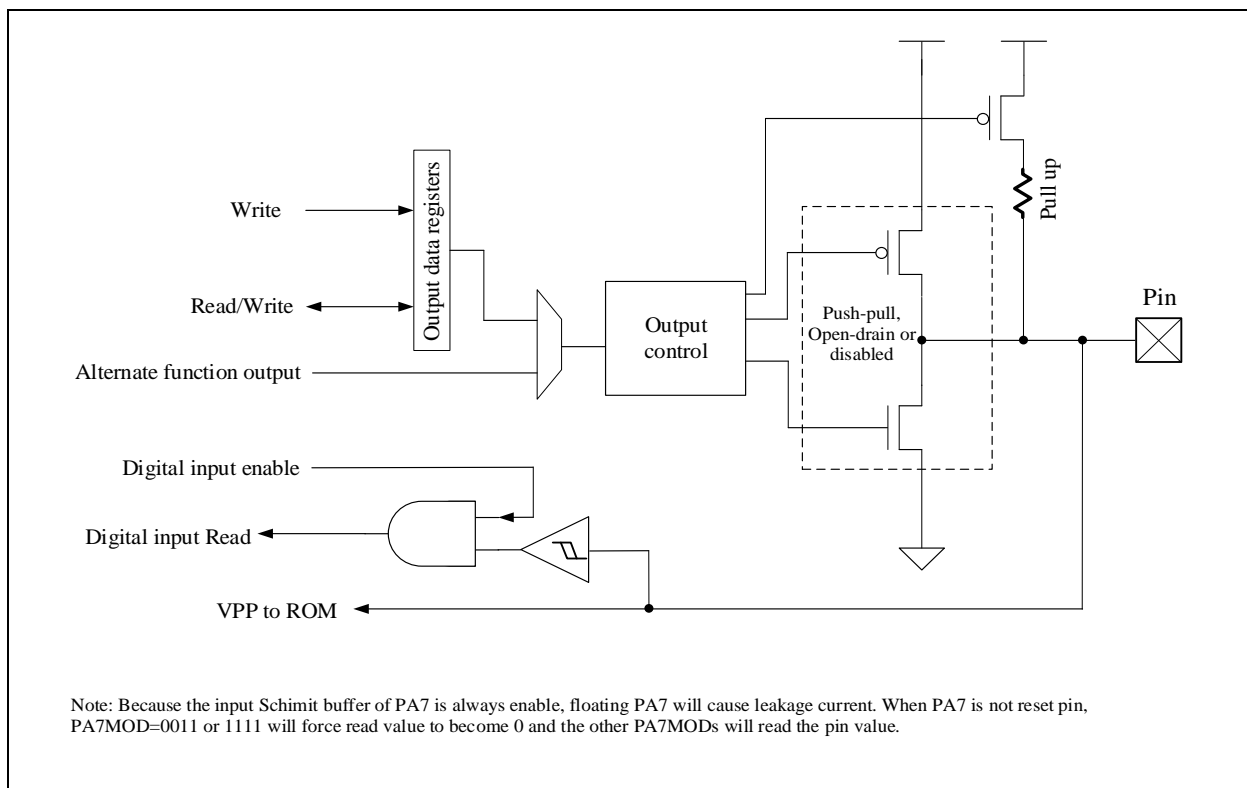 Write
Output data registers
Read/Write
Alternate function output
Output
control
Pull up
Push-pull,
Open-drain or
disabled
Pin
Digital input enable
Digital input Read
VPP to ROM
Note: Because the input Schimit buffer of PA7 is always enable, floating PA7 will cause leakage current. When PA7 is not reset pin,
PA7MOD=0011 or 1111 will force read value to become 0 and the other PA7MODs will read the pin value.